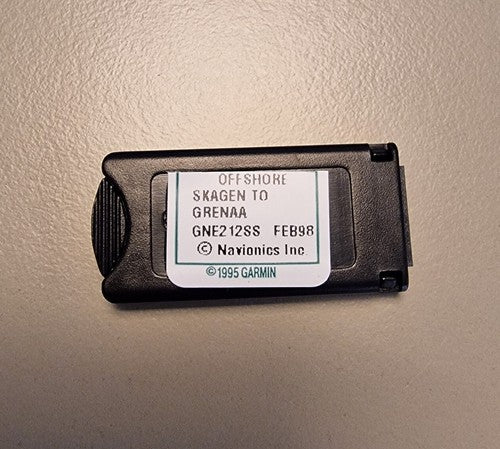 OFFSHORE
SKAGEN TO
GRENAA
GNE212SS FEB98
© Navionics Inc.
©1995 GARMIN